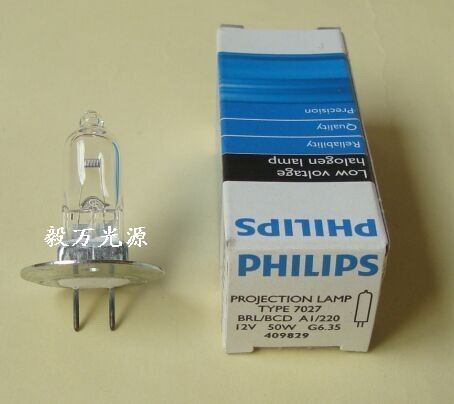 毅万光源
Precision
Quality
Reliability
Low voltage
halogen lamp
PHILIPS
PHILIPS
PROJECTION LAMP
TYPE 7027
BRL/BCD A1/220
12V 50W G6.35
409829